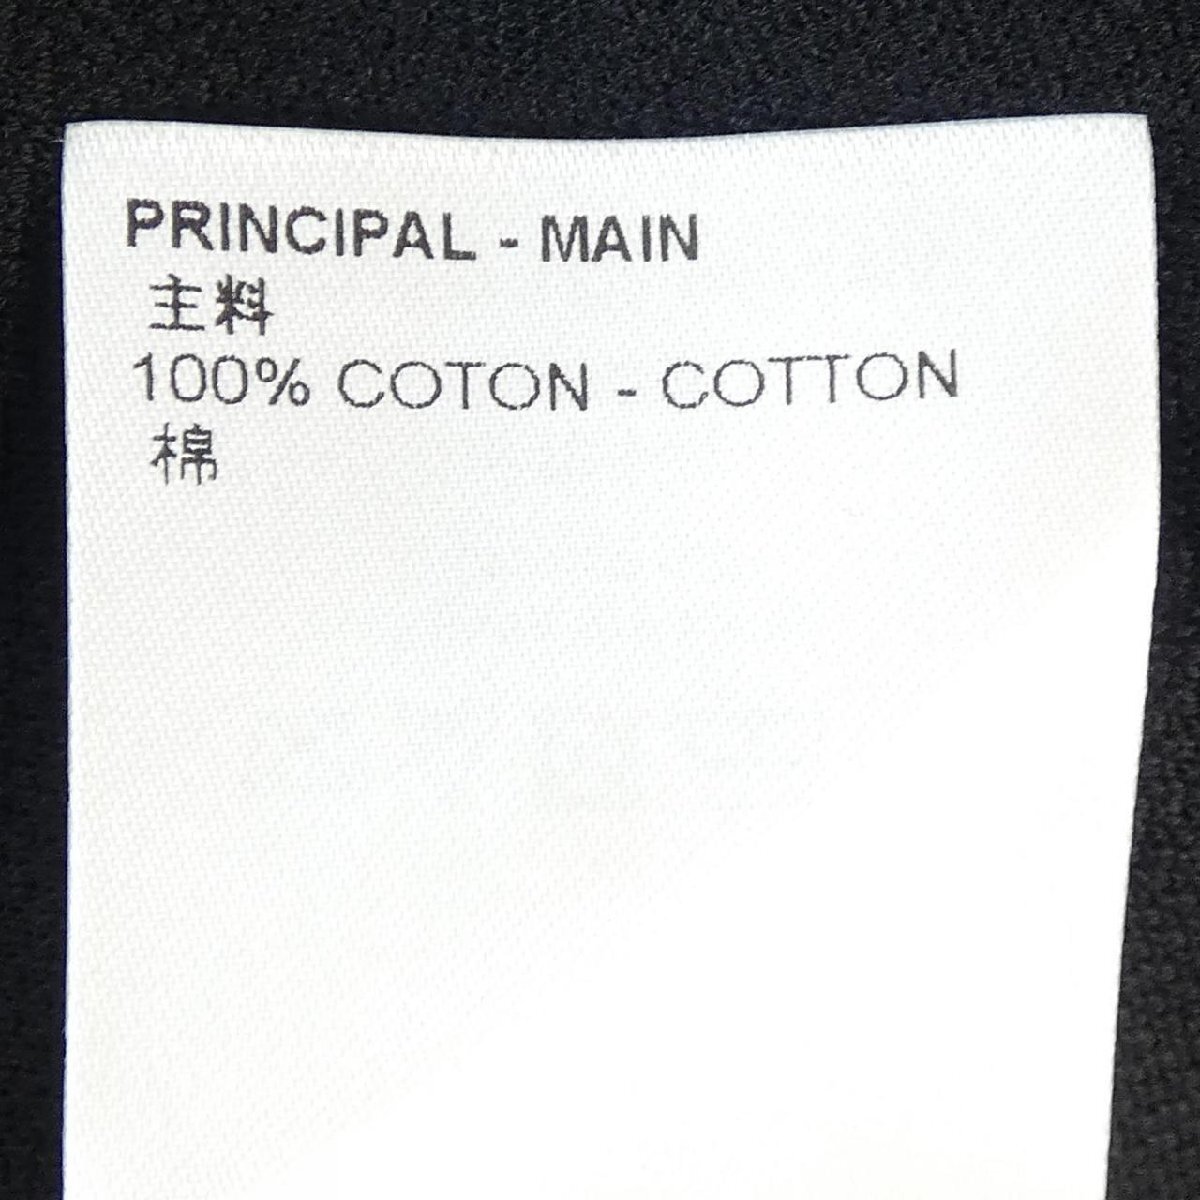 PRINCIPAL - MAIN
主料
100% COTON - COTTON
棉